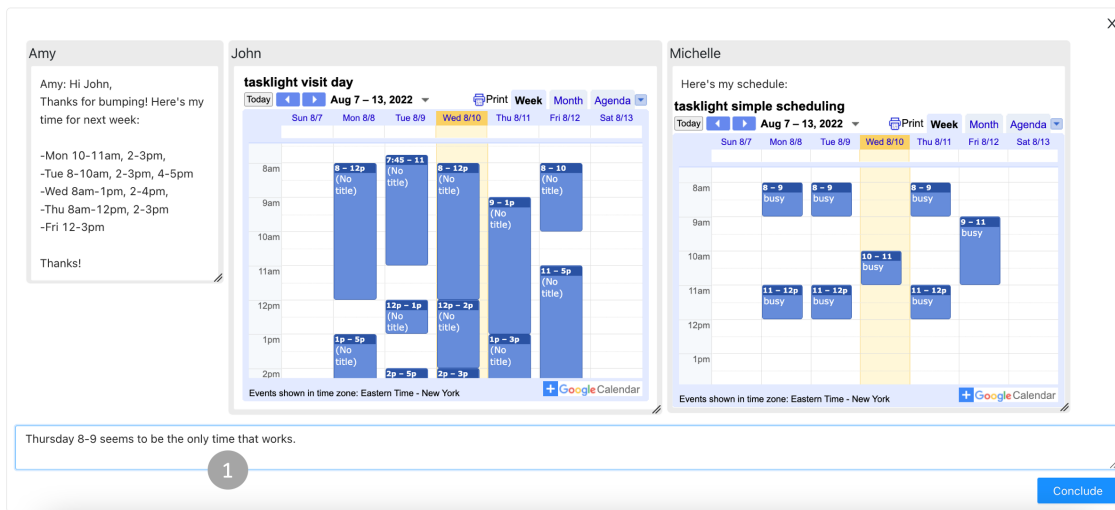 X
Amy
Amy: Hi John,
Thanks for bumping! Here's my
time for next week:
-Mon 10-11am, 2-3pm,
-Tue 8-10am, 2-3pm, 4-5pm
-Wed 8am-1pm, 2-4pm,
-Thu 8am-12pm, 2-3pm
-Fri 12-3pm
Thanks!
John
tasklight visit day
Today Aug 7 – 13, 2022 Print Week Month Agenda
Sun 8/7 Mon 8/8 Tue 8/9 Wed 8/10 Thu 8/11 Fri 8/12 Sat 8/13
7:45 – 11
(No
title)
8am
8 – 12p
(No
title)
8 – 12p
(No
title)
8 – 10
(No
title)
9am
9 – 1p
(No
title)
10am
11am
11 – 5p
(No
title)
12pm
12p – 1p
(No
title)
12p – 2p
(No
title)
1pm
1p – 5p
(No
title)
1p – 3p
(No
title)
2pm
2p – 5p
2p – 3p
Events shown in time zone: Eastern Time - New York
Google Calendar
Michelle
Here's my schedule:
tasklight simple scheduling
Today Aug 7 – 13, 2022 Print Week Month Agenda
Sun 8/7 Mon 8/8 Tue 8/9 Wed 8/10 Thu 8/11 Fri 8/12 Sat 8/13
8am
8 – 9
busy
8 – 9
busy
8 – 9
busy
9am
9 – 11
busy
10am
10 – 11
busy
11am
11 – 12p
busy
11 – 12p
busy
11 – 12p
busy
12pm
1pm
Events shown in time zone: Eastern Time - New York
Google Calendar
Thursday 8-9 seems to be the only time that works.
1
Conclude